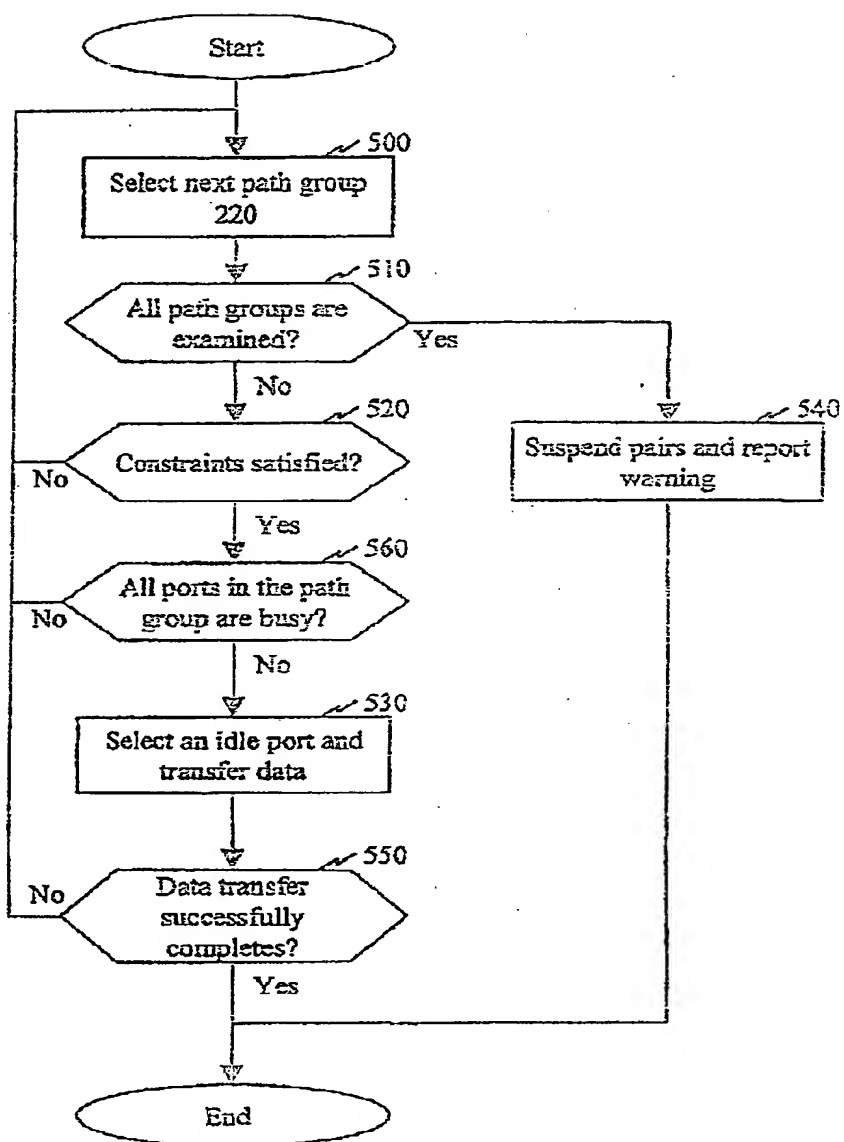 Start
500
Select next path group
220
510
All path groups are
examined?
Yes
No
520
Constraints satisfied?
No
Yes
540
Suspend pairs and report
warning
560
All ports in the path
group are busy?
No
No
530
Select an idle port and
transfer data
550
No
Data transfer
successfully
completes?
Yes
End